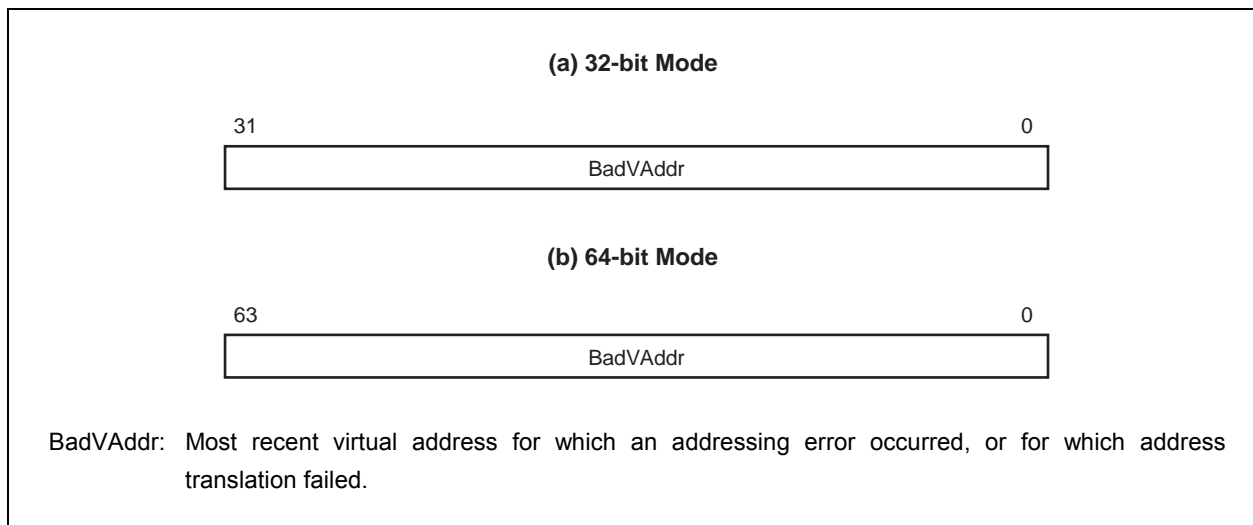 (a) 32-bit Mode
31 0
BadVAddr
(b) 64-bit Mode
63 0
BadVAddr
BadVAddr: Most recent virtual address for which an addressing error occurred, or for which address
translation failed.